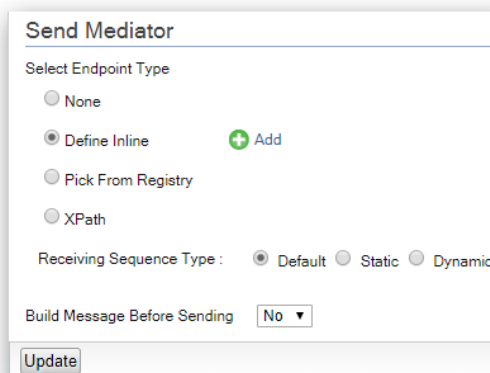 Send Mediator
Select Endpoint Type
None
Define Inline Add
Pick From Registry
XPath
Receiving Sequence Type : Default Static Dynamic
Build Message Before Sending No
Update